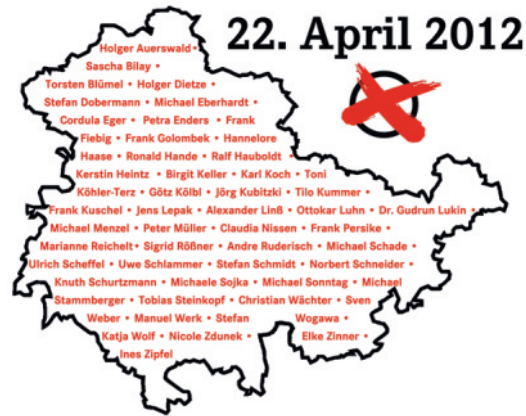 22. April 2012
Holger Auerswald •
Sascha Bilay •
Torsten Blümel • Holger Dietze •
Stefan Dobermann • Michael Eberhardt •
Cordula Eger • Petra Enders • Frank
Fiebig • Frank Golombek • Hannelore
Haase • Ronald Hande • Ralf Hauboldt •
Kerstin Heintz • Birgit Keller • Karl Koch • Toni
Köhler-Terz • Götz Kölbl • Jörg Kubitzki • Tilo Kummer •
Frank Kuschel • Jens Lepak • Alexander Linß • Ottokar Luhn • Dr. Gudrun Lukin •
Michael Menzel • Peter Müller • Claudia Nissen • Frank Persike •
Marianne Reichelt • Sigrid Rößner • Andre Ruderisch • Michael Schade •
Ulrich Scheffel • Uwe Schlammer • Stefan Schmidt • Norbert Schneider •
Knuth Schurtzmann • Michaele Sojka • Michael Sonntag • Michael
Stammberger • Tobias Steinkopf • Christian Wächter • Sven
Weber • Manuel Werk • Stefan Wogawa •
Katja Wolf • Nicole Zdunek • Elke Zinner •
Ines Zipfel